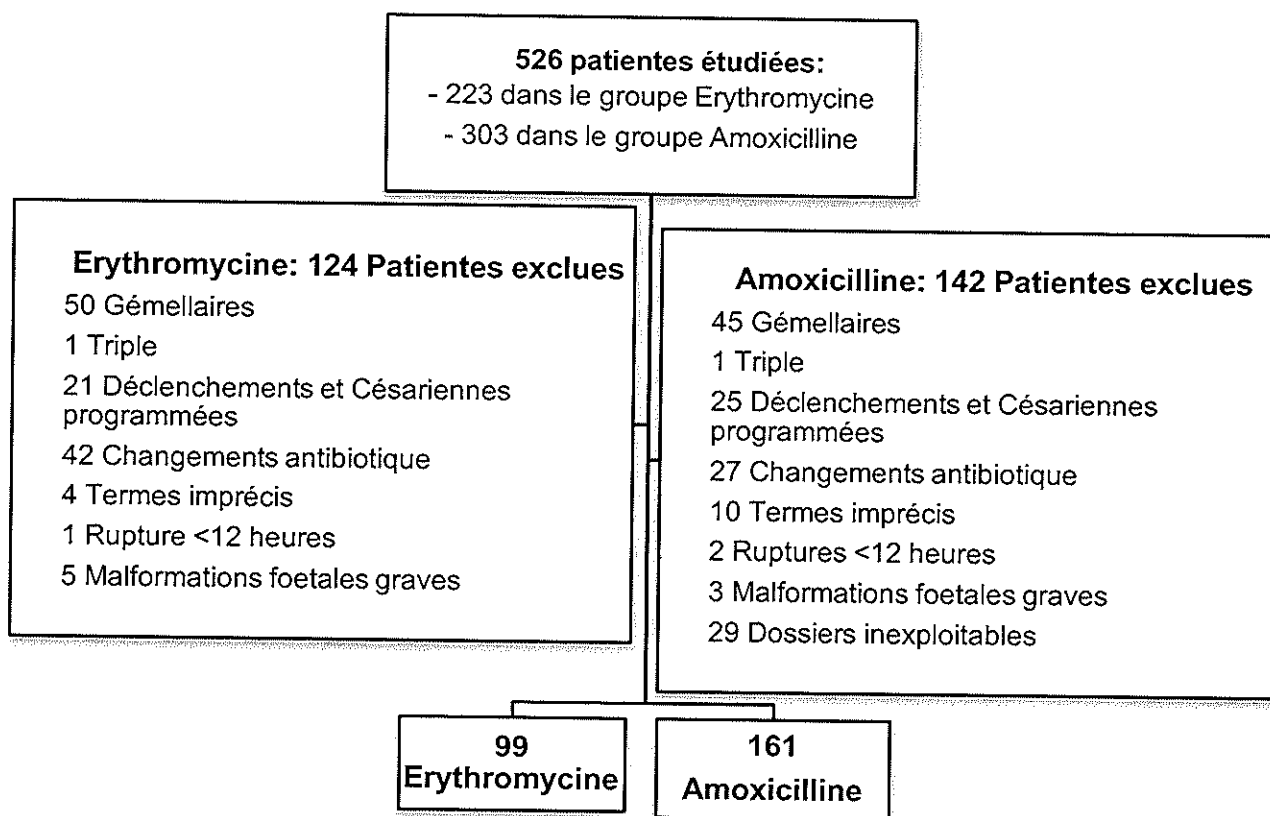 526 patientes étudiées:
- 223 dans le groupe Erythromycine
- 303 dans le groupe Amoxicilline
Erythromycine: 124 Patientes exclues
50 Gémellaires
1 Triple
21 Déclenchements et Césariennes
programmées
42 Changements antibiotique
4 Termes imprécis
1 Rupture <12 heures
5 Malformations foetales graves
Amoxicilline: 142 Patientes exclues
45 Gémellaires
1 Triple
25 Déclenchements et Césariennes
programmées
27 Changements antibiotique
10 Termes imprécis
2 Ruptures <12 heures
3 Malformations foetales graves
29 Dossiers inexploitables
99
Erythromycine
161
Amoxicilline